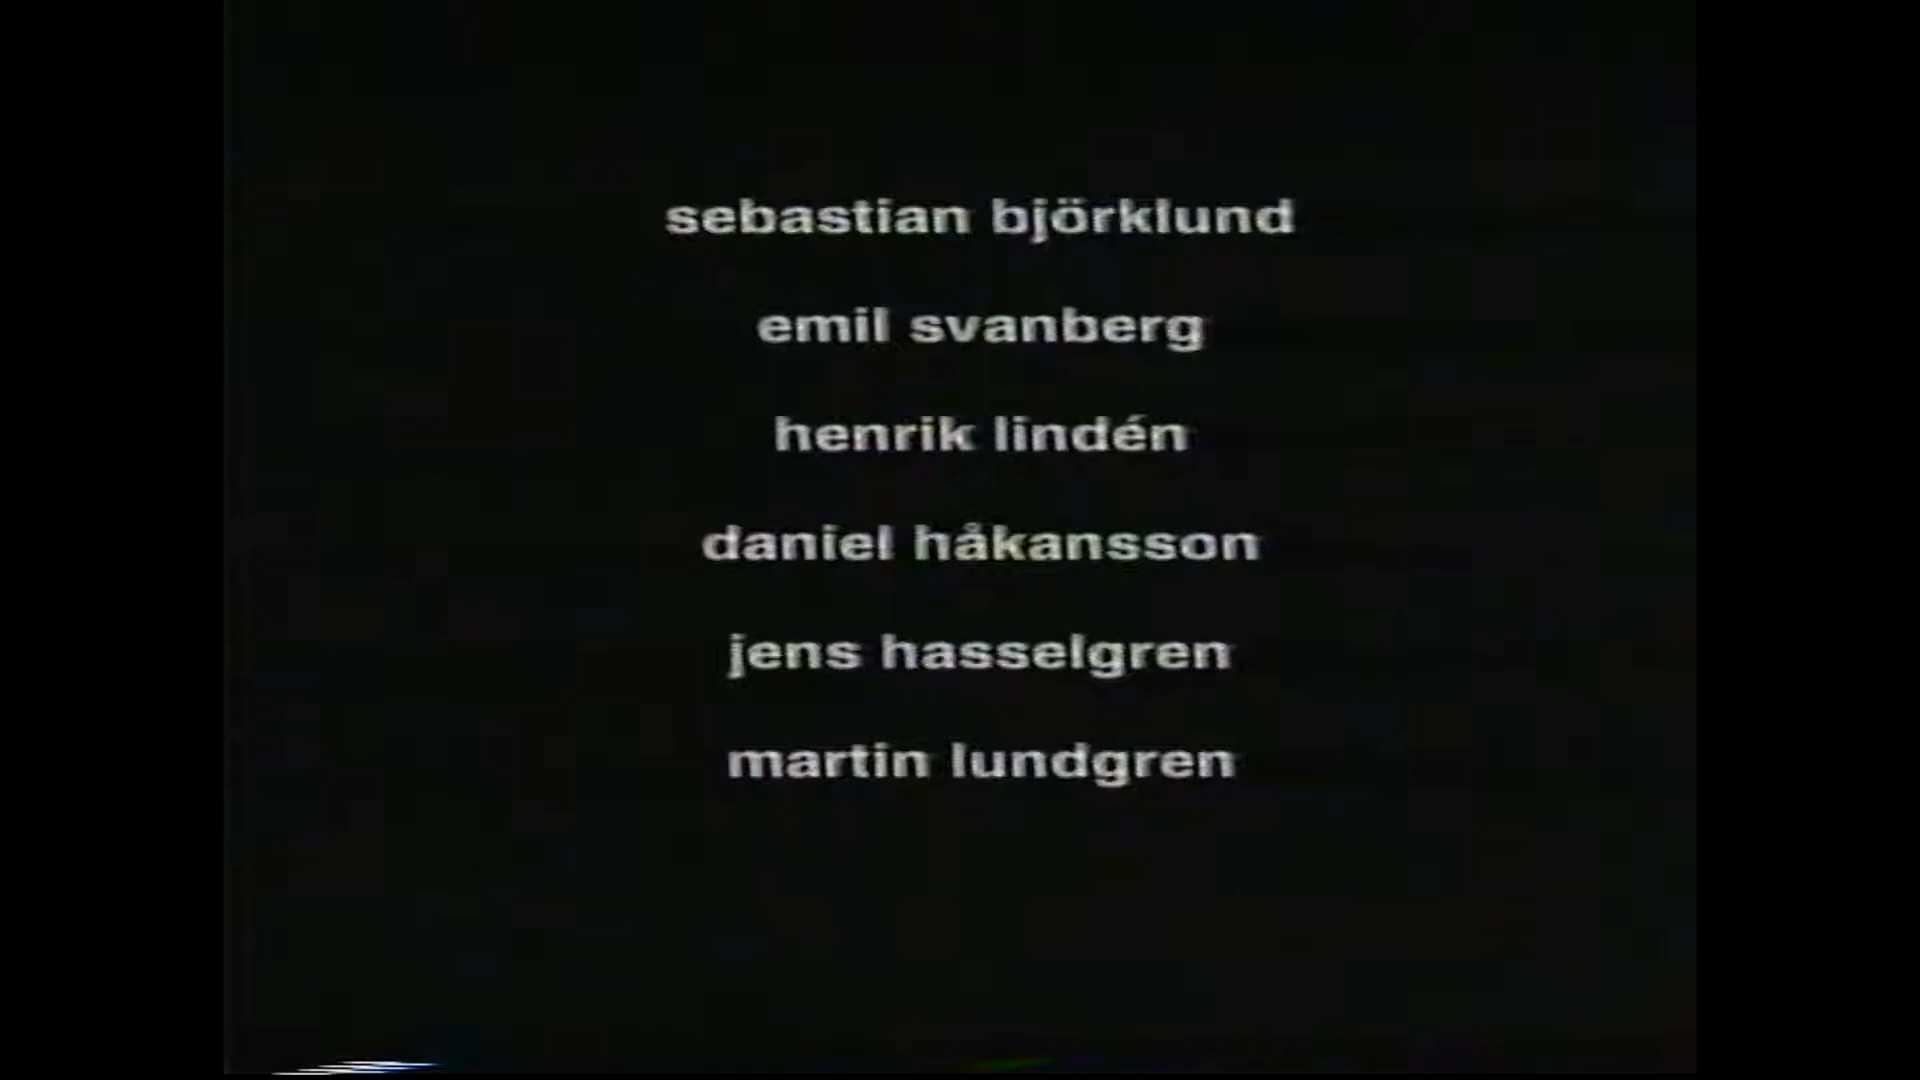 sebastian björklund
emil svanberg
henrik lindén
daniel håkansson
jens hasselgren
martin lundgren